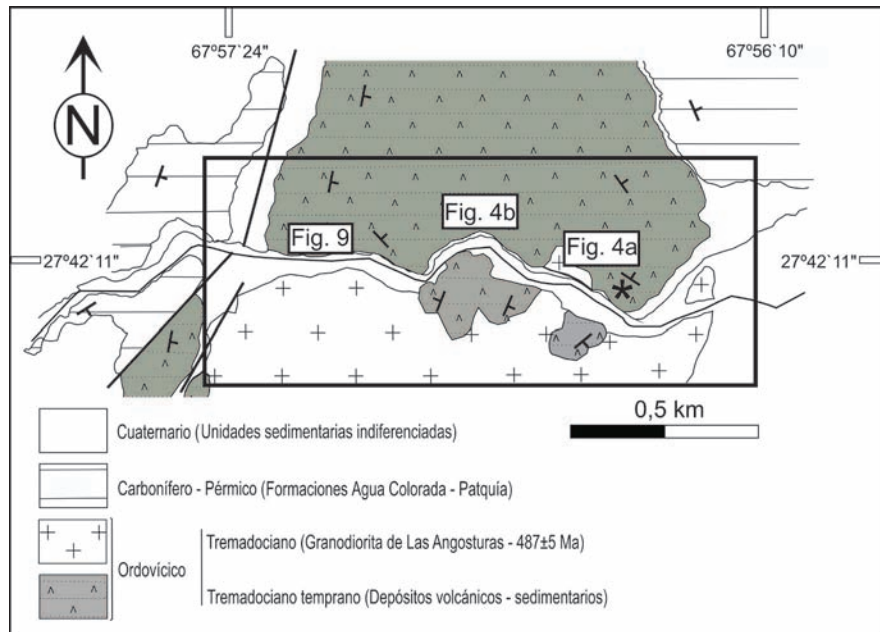 67º57'24"
67º56'10"
N
Fig. 4b
Fig. 9
Fig. 4a
27º42'11"
27º42'11"
*
0,5 km
Cuaternario (Unidades sedimentarias indiferenciadas)
Carbonífero - Pérmico (Formaciones Agua Colorada - Patquía)
Tremadociano (Granodiorita de Las Angosturas - 487±5 Ma)
Ordovícico
Tremadociano temprano (Depósitos volcánicos - sedimentarios)